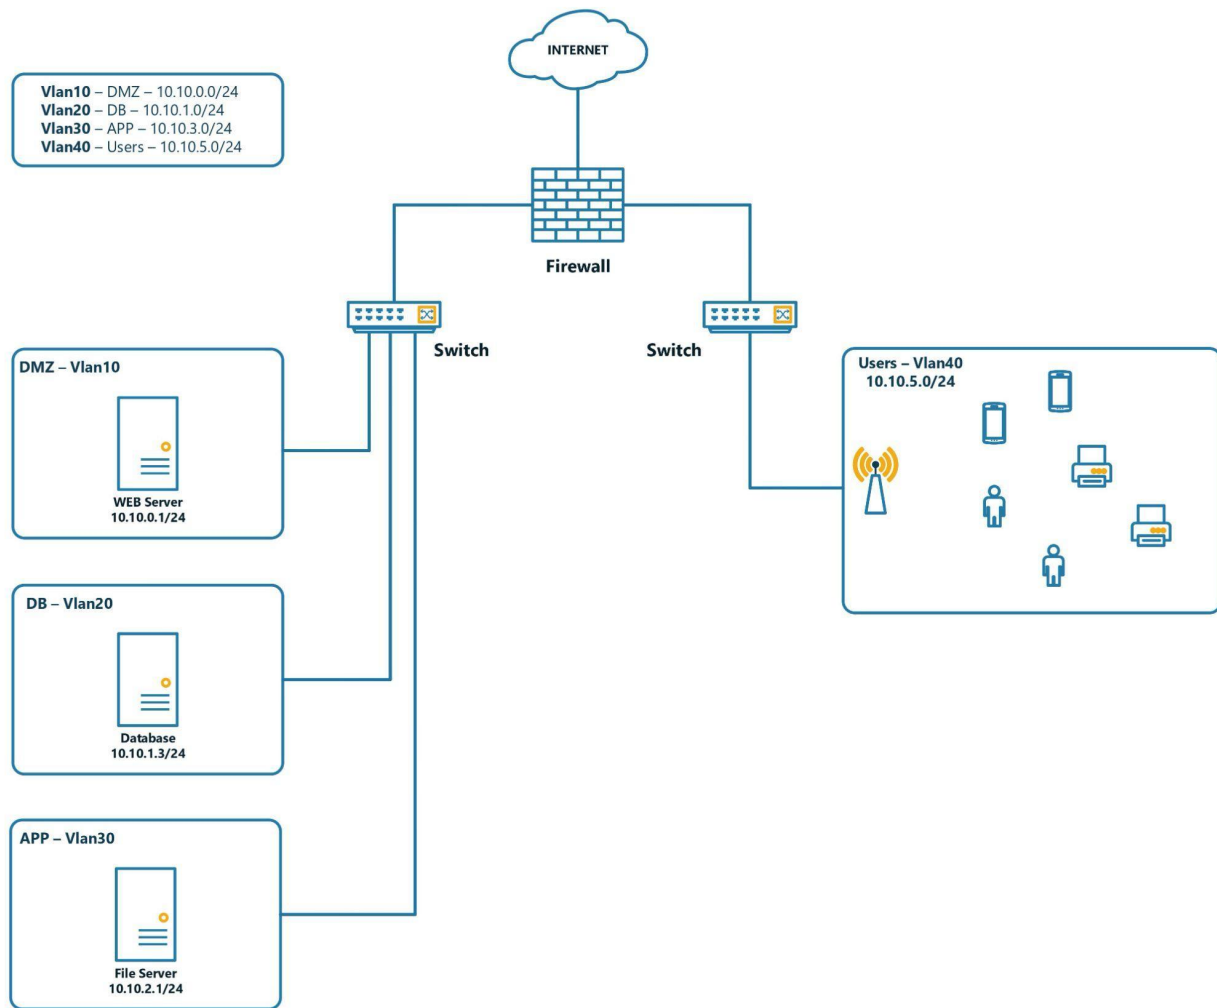 INTERNET
Vlan10 – DMZ – 10.10.0.0/24
Vlan20 – DB – 10.10.1.0/24
Vlan30 – APP – 10.10.3.0/24
Vlan40 – Users – 10.10.5.0/24
Firewall
Switch
Switch
DMZ – Vlan10
WEB Server
10.10.0.1/24
Users – Vlan40
10.10.5.0/24
DB – Vlan20
Database
10.10.1.3/24
APP – Vlan30
File Server
10.10.2.1/24